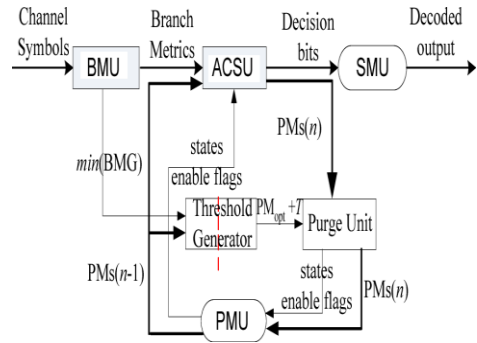 Channel
Symbols
Branch
Metrics
Decision
bits
Decoded
output
BMU
ACSU
SMU
PMs(n)
min(BMG)
states
enable flags
Threshold
Generator
PMopt +T
Purge Unit
PMs(n-1)
states
enable flags
PMs(n)
PMU